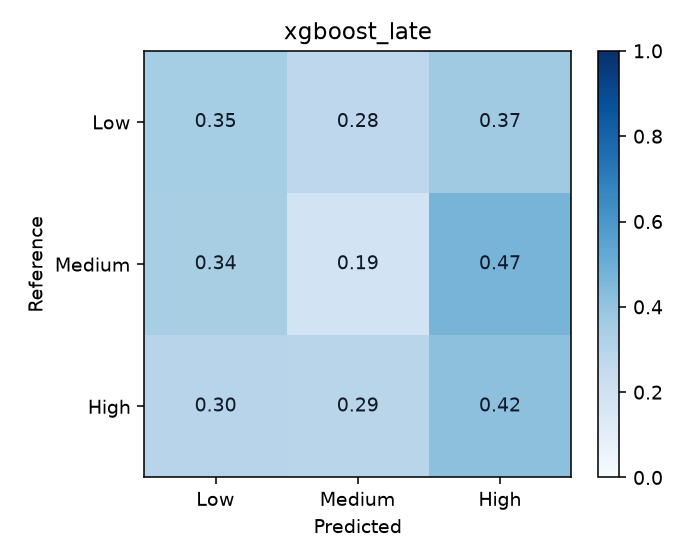 xgboost_late
Low 0.35 0.28 0.37
Medium 0.34 0.19 0.47
High 0.30 0.29 0.42
Low Medium High
Predicted
Reference
1.0
0.8
0.6
0.4
0.2
0.0